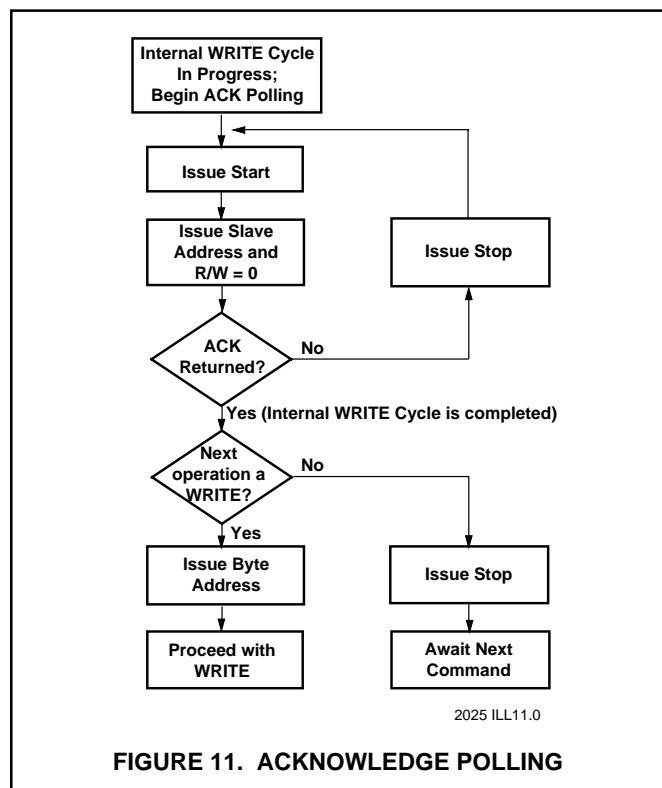 Internal WRITE Cycle
In Progress;
Begin ACK Polling
Issue Start
Issue Slave
Address and
R/W = 0
Issue Stop
ACK
Returned?
No
Yes (Internal WRITE Cycle is completed)
Next
operation a
WRITE?
No
Yes
Issue Byte
Address
Issue Stop
Proceed with
WRITE
Await Next
Command
2025 ILL11.0
FIGURE 11. ACKNOWLEDGE POLLING